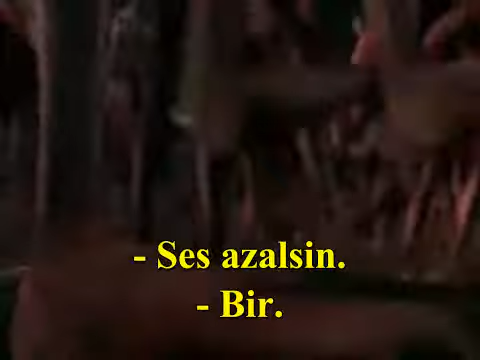 - Ses azalsin.
- Bir.